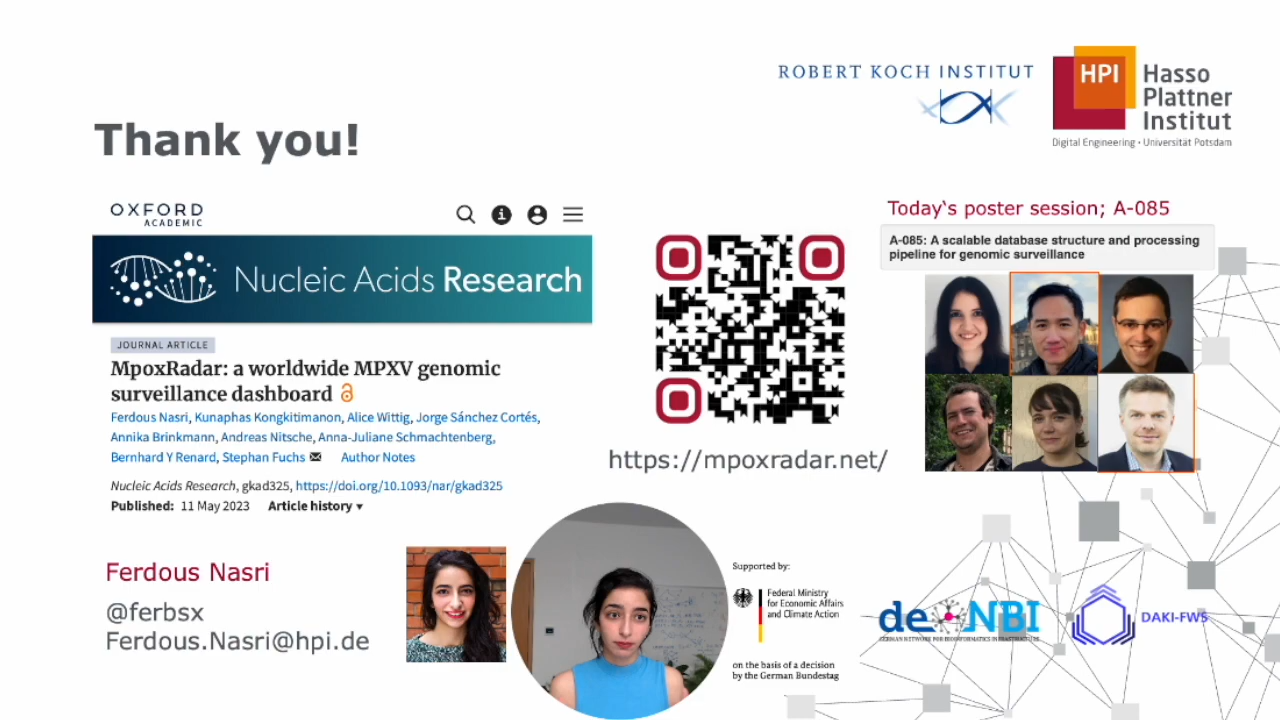 ROBERT KOCH INSTITUT
HPI
Hasso
Plattner
Institut
Digital Engineering • Universität Potsdam
Thank you!
OXFORD
ACADEMIC
Nucleic Acids Research
JOURNAL ARTICLE
MpoxRadar: a worldwide MPXV genomic
surveillance dashboard
Ferdous Nasri, Kunaphas Kongkitimanon, Alice Wittig, Jorge Sánchez Cortés,
Annika Brinkmann, Andreas Nitsche, Anna-Juliane Schmachtenberg,
Bernhard Y Renard, Stephan Fuchs Author Notes
Nucleic Acids Research, gkad325, https://doi.org/10.1093/nar/gkad325
Published: 11 May 2023 Article history ▾
https://mpoxradar.net/
Today‘s poster session; A-085
A-085: A scalable database structure and processing
pipeline for genomic surveillance
Ferdous Nasri
@ferbsx
Ferdous.Nasri@hpi.de
Supported by:
Federal Ministry
for Economic Affairs
and Climate Action
on the basis of a decision
by the German Bundestag
de.NBI
GERMAN NETWORK FOR BIOINFORMATICS INFRASTRUCTURE
DAKI-FWS